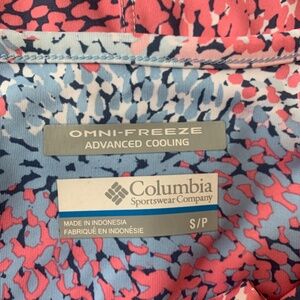 OMNI-FREEZE
ADVANCED COOLING
Columbia
Sportswear Company
MADE IN INDONESIA
FABRIQUÉ EN INDONÉSIE
S/P